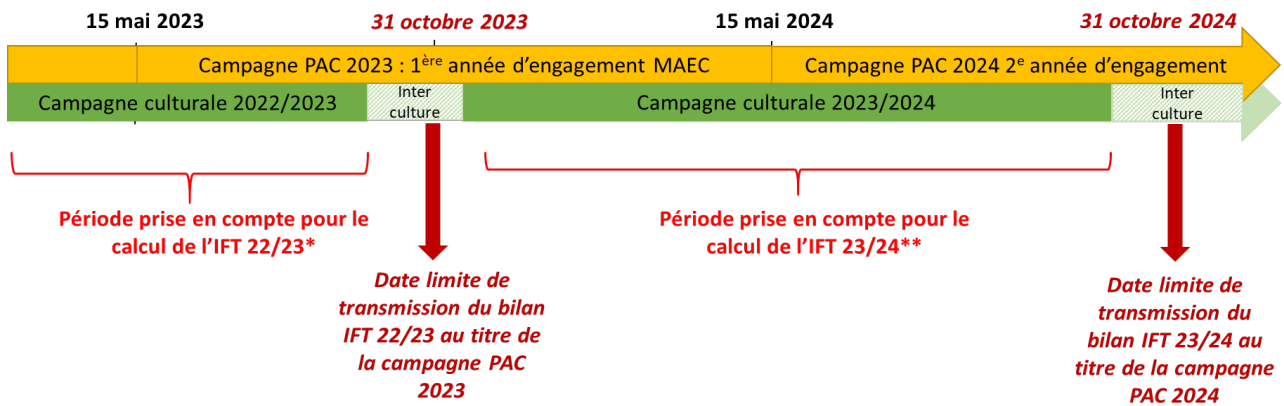 15 mai 2023
31 octobre 2023
15 mai 2024
31 octobre 2024
Campagne PAC 2023 : 1ère année d'engagement MAEC
Campagne PAC 2024 2e année d'engagement
Campagne culturale 2022/2023
Inter
culture
Campagne culturale 2023/2024
Inter
culture
Période prise en compte pour le
calcul de l'IFT 22/23*
Période prise en compte pour le
calcul de l'IFT 23/24**
Date limite de
transmission du bilan
IFT 22/23 au titre de
la campagne PAC
2023
Date limite de
transmission du
bilan IFT 23/24 au
titre de la campagne
PAC 2024